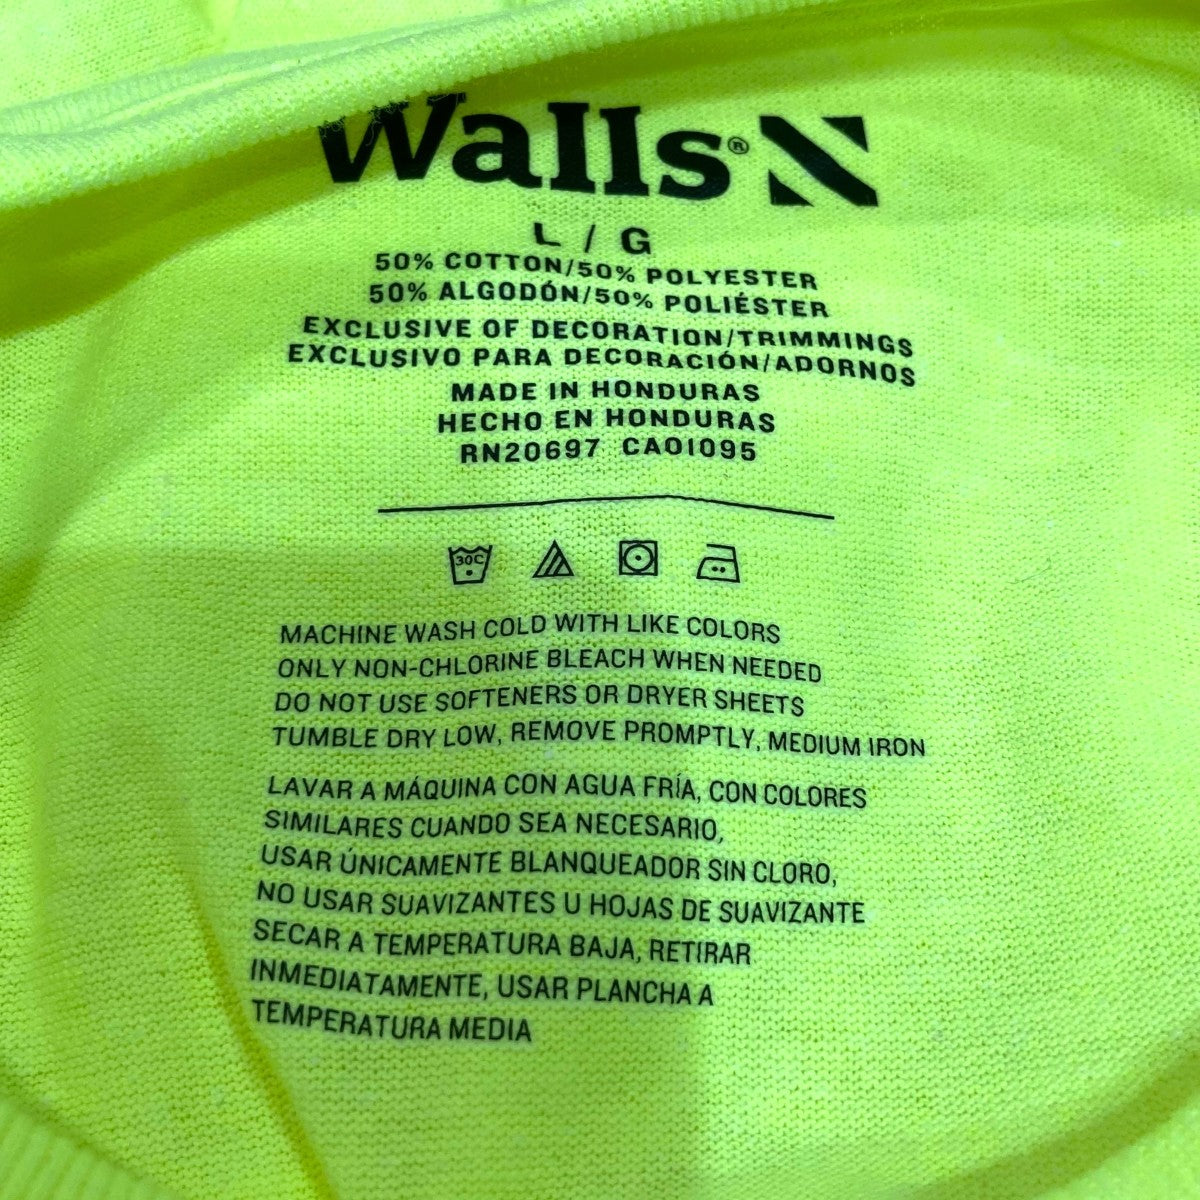 Walls®
L / G
50% COTTON/50% POLYESTER
50% ALGODÓN/50% POLIÉSTER
EXCLUSIVE OF DECORATION/TRIMMINGS
EXCLUSIVO PARA DECORACIÓN/ADORNOS
MADE IN HONDURAS
HECHO EN HONDURAS
RN20697 CA01095
30C
MACHINE WASH COLD WITH LIKE COLORS
ONLY NON-CHLORINE BLEACH WHEN NEEDED
DO NOT USE SOFTENERS OR DRYER SHEETS
TUMBLE DRY LOW, REMOVE PROMPTLY, MEDIUM IRON
LAVAR A MÁQUINA CON AGUA FRÍA, CON COLORES
SIMILARES CUANDO SEA NECESARIO,
USAR ÚNICAMENTE BLANQUEADOR SIN CLORO,
NO USAR SUAVIZANTES U HOJAS DE SUAVIZANTE
SECAR A TEMPERATURA BAJA, RETIRAR
INMEDIATAMENTE, USAR PLANCHA A
TEMPERATURA MEDIA